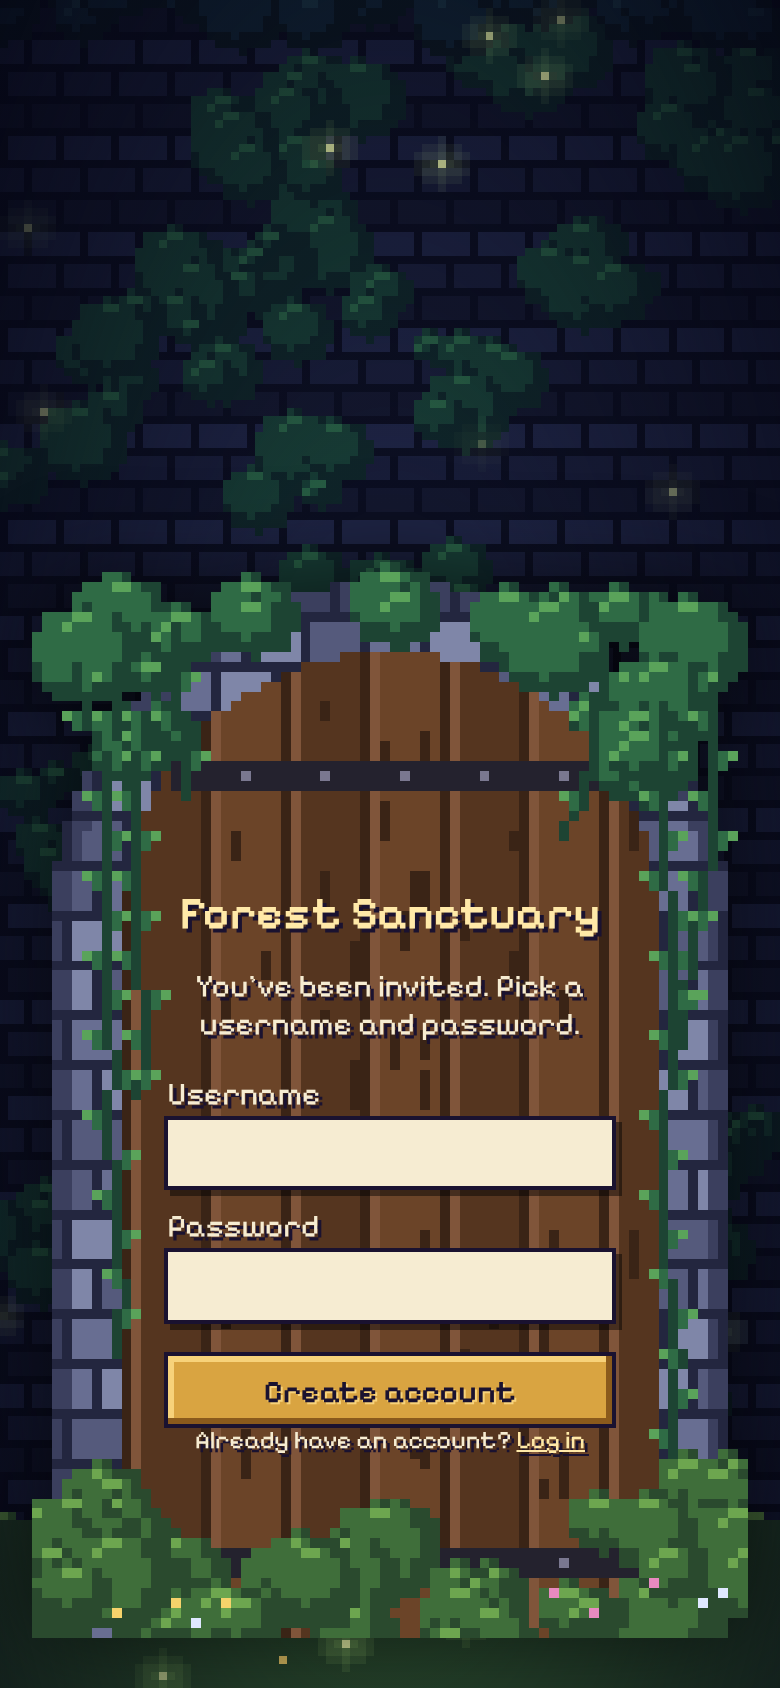 Forest Sanctuary
You've been invited. Pick a
username and password.
Username
Password
Create account
Already have an account? Log in